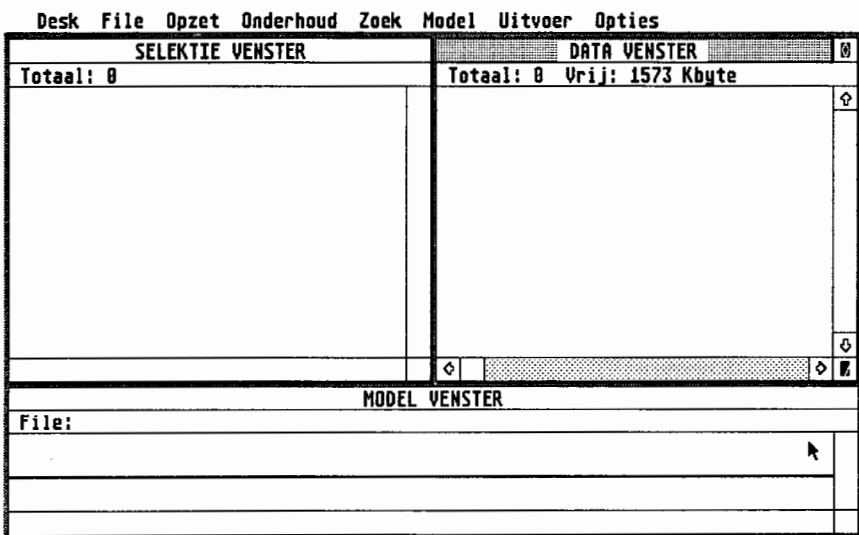 Desk File Opzet Onderhoud Zoek Model Uitvoer Opties
SELEKTIE VENSTER
Totaal: 0
DATA VENSTER
Totaal: 0 Vrij: 1573 Kbyte
MODEL VENSTER
File: